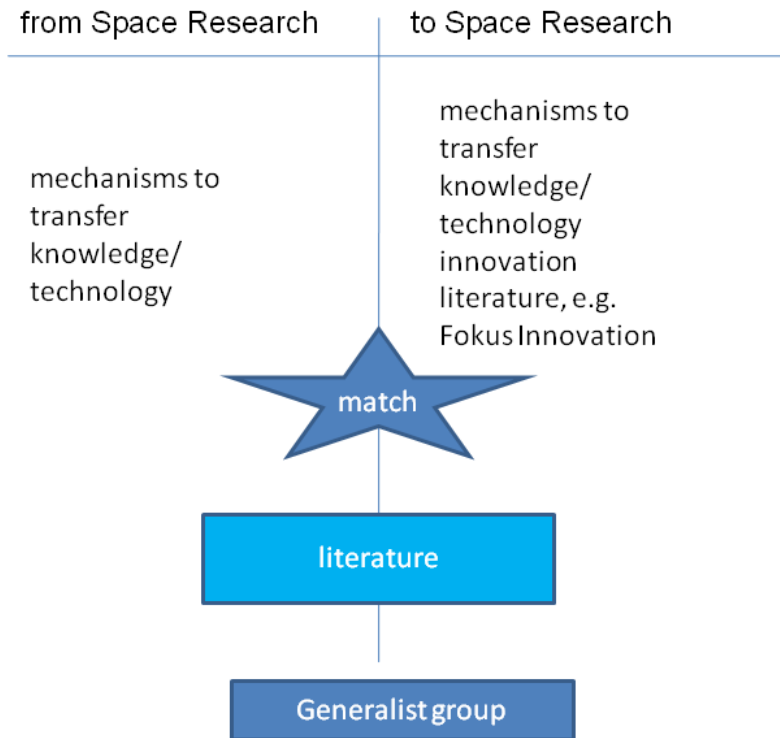 from Space Research
to Space Research
mechanisms to
transfer
knowledge/
technology
mechanisms to
transfer
knowledge/
technology
innovation
literature, e.g.
Fokus Innovation
match
literature
Generalist group